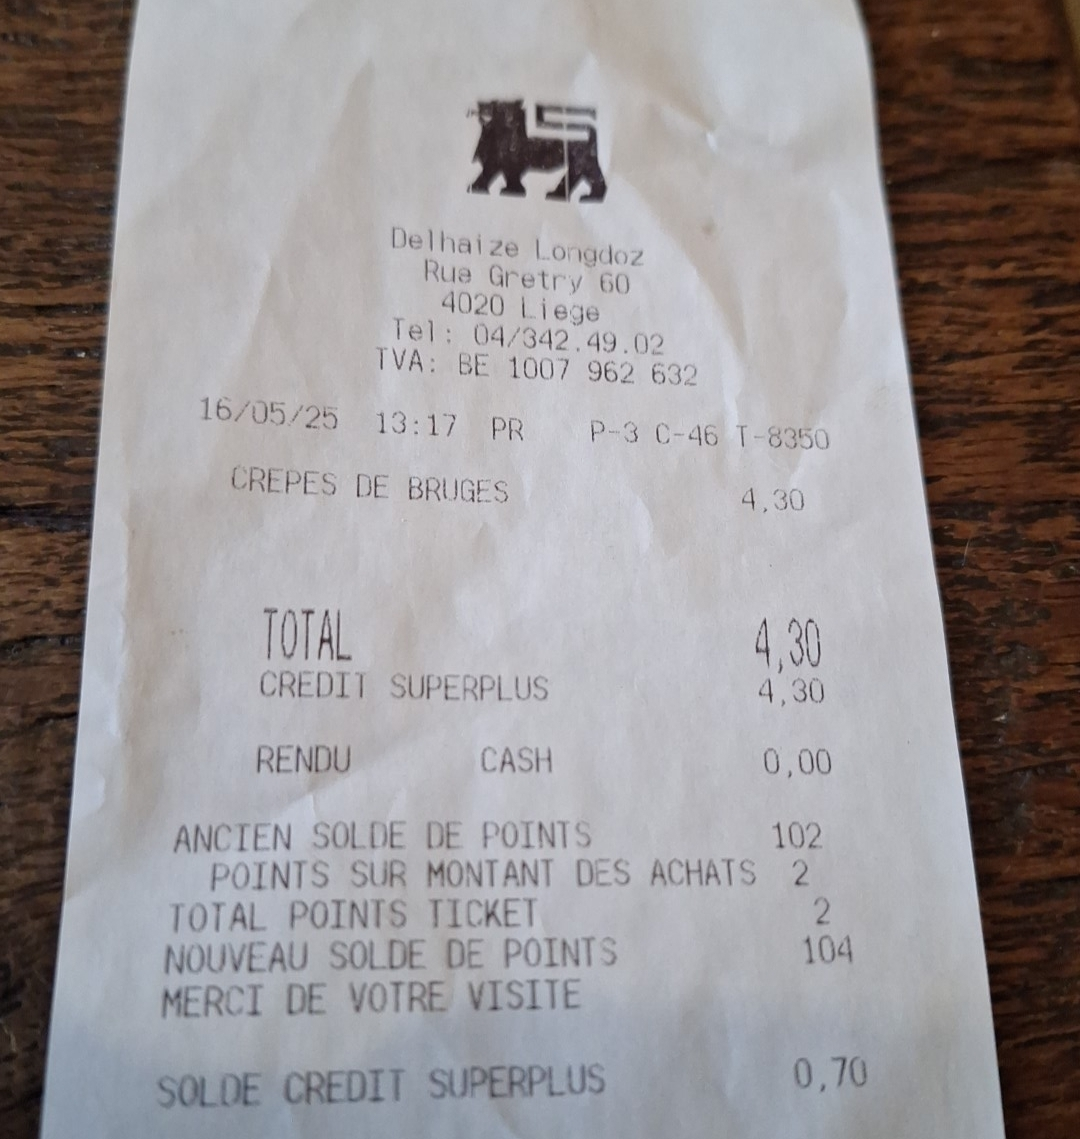 Delhaize Longdoz
Rue Gretry 60
4020 Liege
Tel: 04/342.49.02
TVA: BE 1007 962 632
16/05/25 13:17 PR P-3 C-46 T-8350
CREPES DE BRUGES 4,30
TOTAL 4,30
CREDIT SUPERPLUS 4,30
RENDU CASH 0,00
ANCIEN SOLDE DE POINTS 102
POINTS SUR MONTANT DES ACHATS 2
TOTAL POINTS TICKET 2
NOUVEAU SOLDE DE POINTS 104
MERCI DE VOTRE VISITE
SOLDE CREDIT SUPERPLUS 0,70